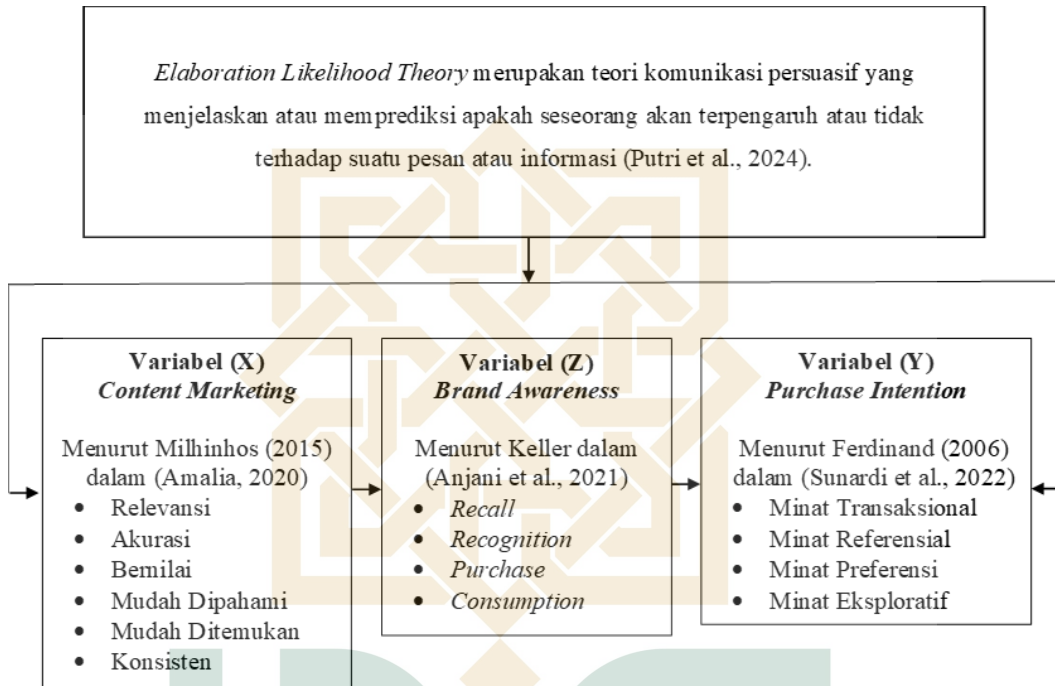 Elaboration Likelihood Theory merupakan teori komunikasi persuasif yang
menjelaskan atau memprediksi apakah seseorang akan terpengaruh atau tidak
terhadap suatu pesan atau informasi (Putri et al., 2024).
Variabel (X)
Content Marketing
Menurut Milhinhos (2015)
dalam (Amalia, 2020)
• Relevansi
• Akurasi
• Bernilai
• Mudah Dipahami
• Mudah Ditemukan
• Konsisten
Variabel (Z)
Brand Awareness
Menurut Keller dalam
(Anjani et al., 2021)
• Recall
• Recognition
• Purchase
• Consumption
Variabel (Y)
Purchase Intention
Menurut Ferdinand (2006)
dalam (Sunardi et al., 2022)
• Minat Transaksional
• Minat Referensial
• Minat Preferensi
• Minat Eksploratif